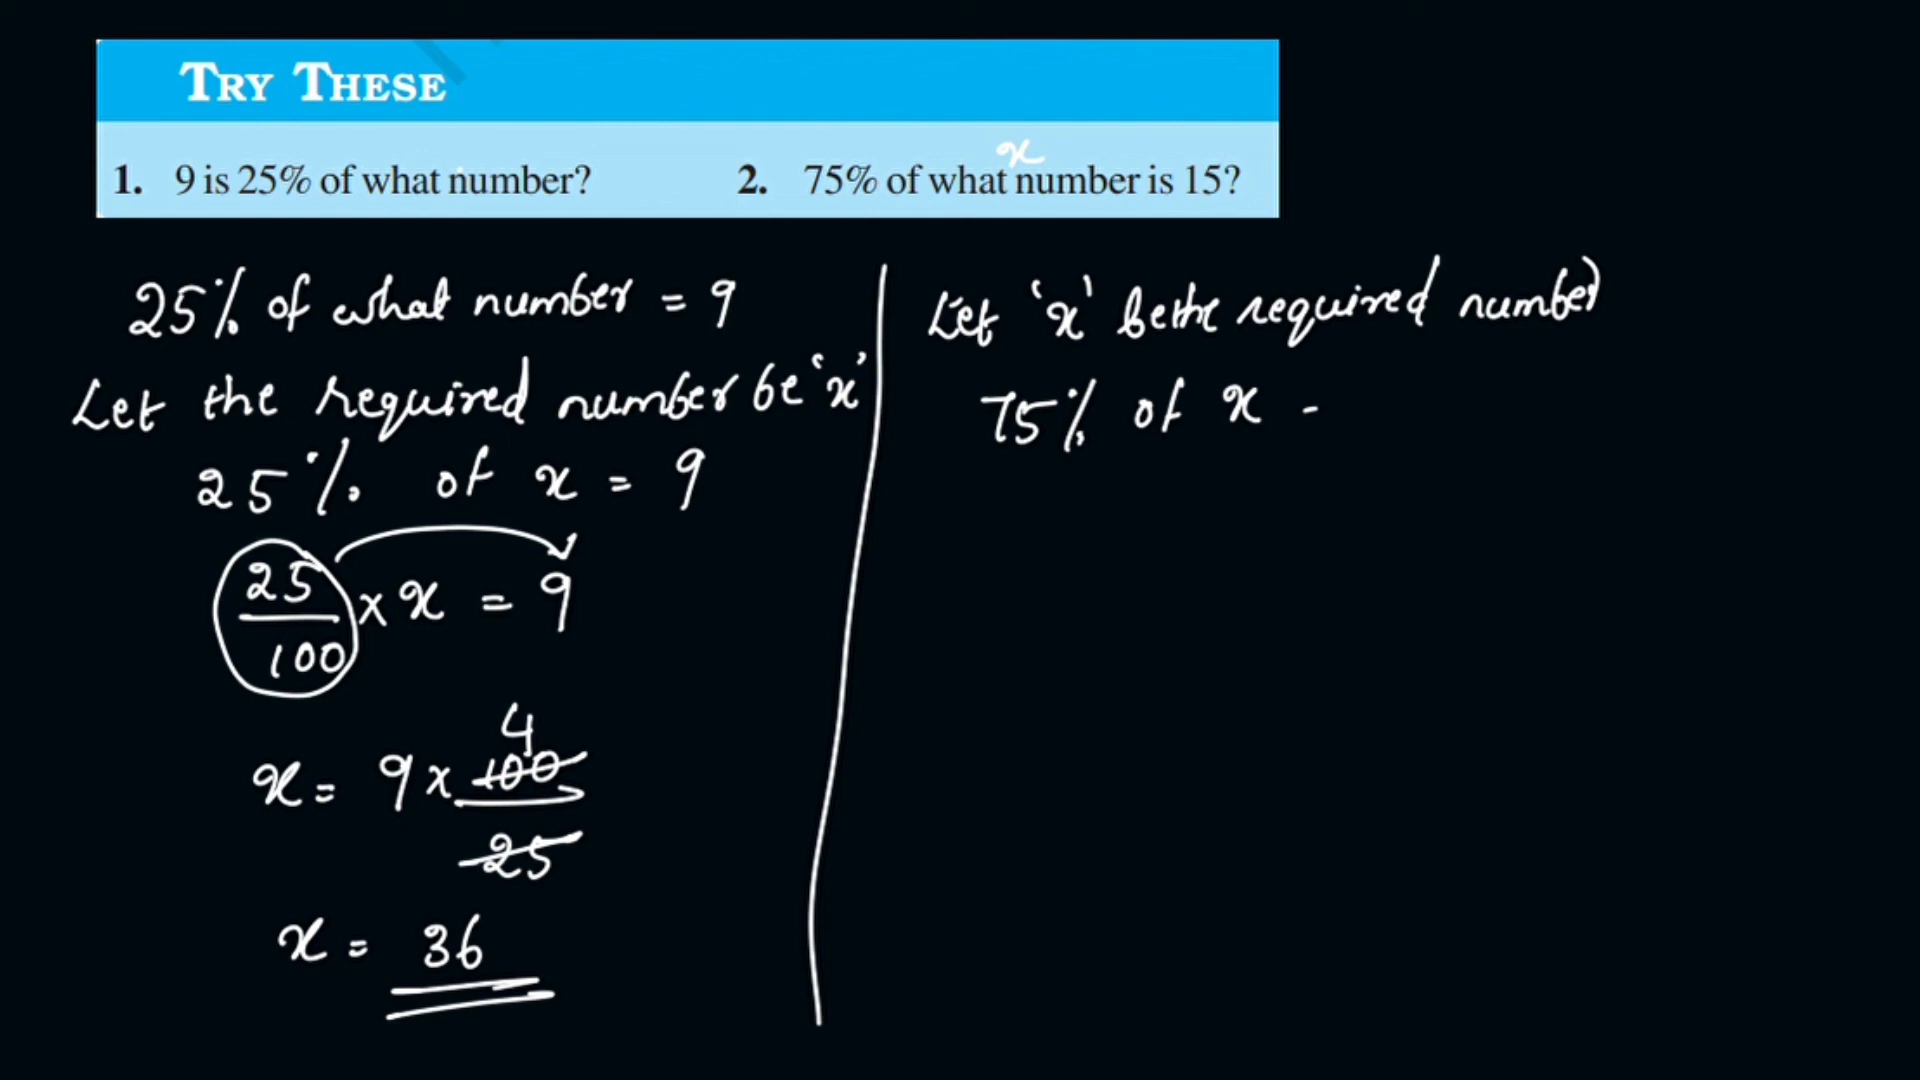 TRY THESE
1. 9 is 25% of what number? 2. 75% of what number is 15?
x
25% of what number = 9
Let the required number be 'x'
25% of x = 9
25/100 × x = 9
4
x = 9 × 100/25
x = 36
Let 'x' be the required number
75% of x -